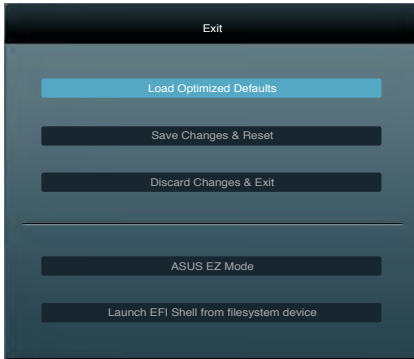 Exit
Load Optimized Defaults
Save Changes & Reset
Discard Changes & Exit
ASUS EZ Mode
Launch EFI Shell from filesystem device